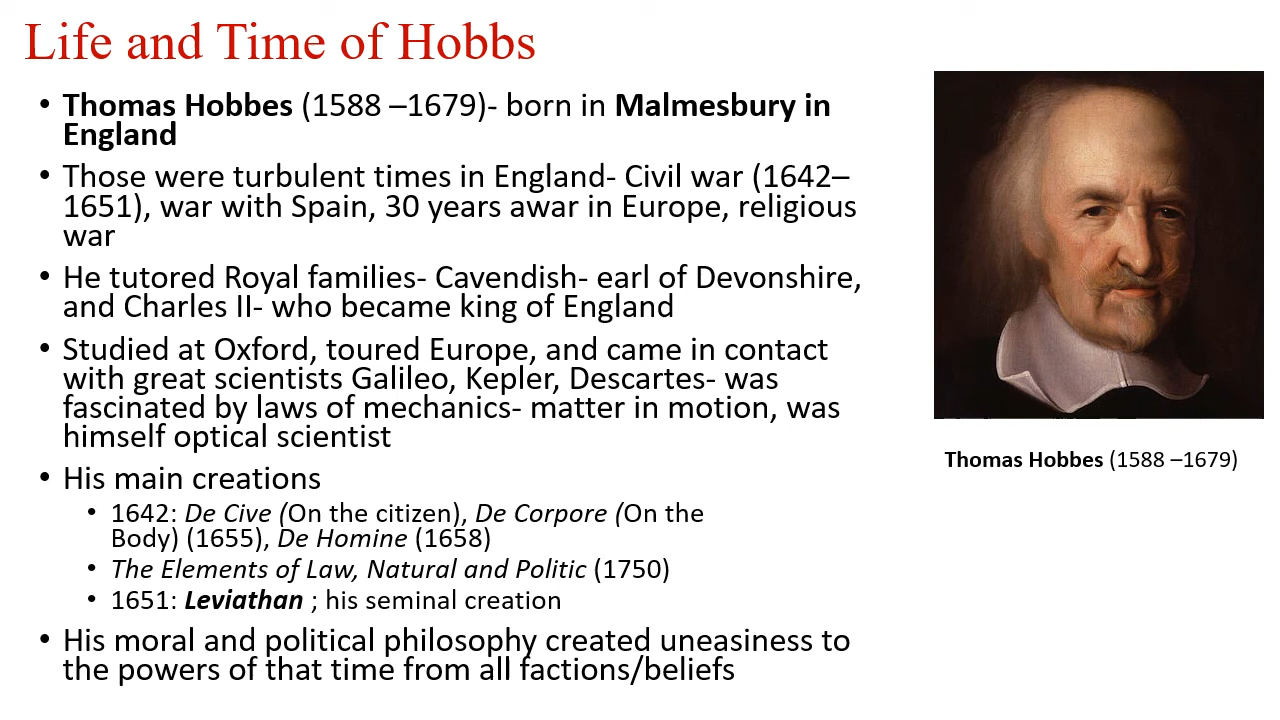 Life and Time of Hobbs
• Thomas Hobbes (1588 –1679)- born in Malmesbury in
England
• Those were turbulent times in England- Civil war (1642–
1651), war with Spain, 30 years awar in Europe, religious
war
• He tutored Royal families- Cavendish- earl of Devonshire,
and Charles II- who became king of England
• Studied at Oxford, toured Europe, and came in contact
with great scientists Galileo, Kepler, Descartes- was
fascinated by laws of mechanics- matter in motion, was
himself optical scientist
• His main creations
• 1642: De Cive (On the citizen), De Corpore (On the
Body) (1655), De Homine (1658)
• The Elements of Law, Natural and Politic (1750)
• 1651: Leviathan ; his seminal creation
• His moral and political philosophy created uneasiness to
the powers of that time from all factions/beliefs
Thomas Hobbes (1588 –1679)